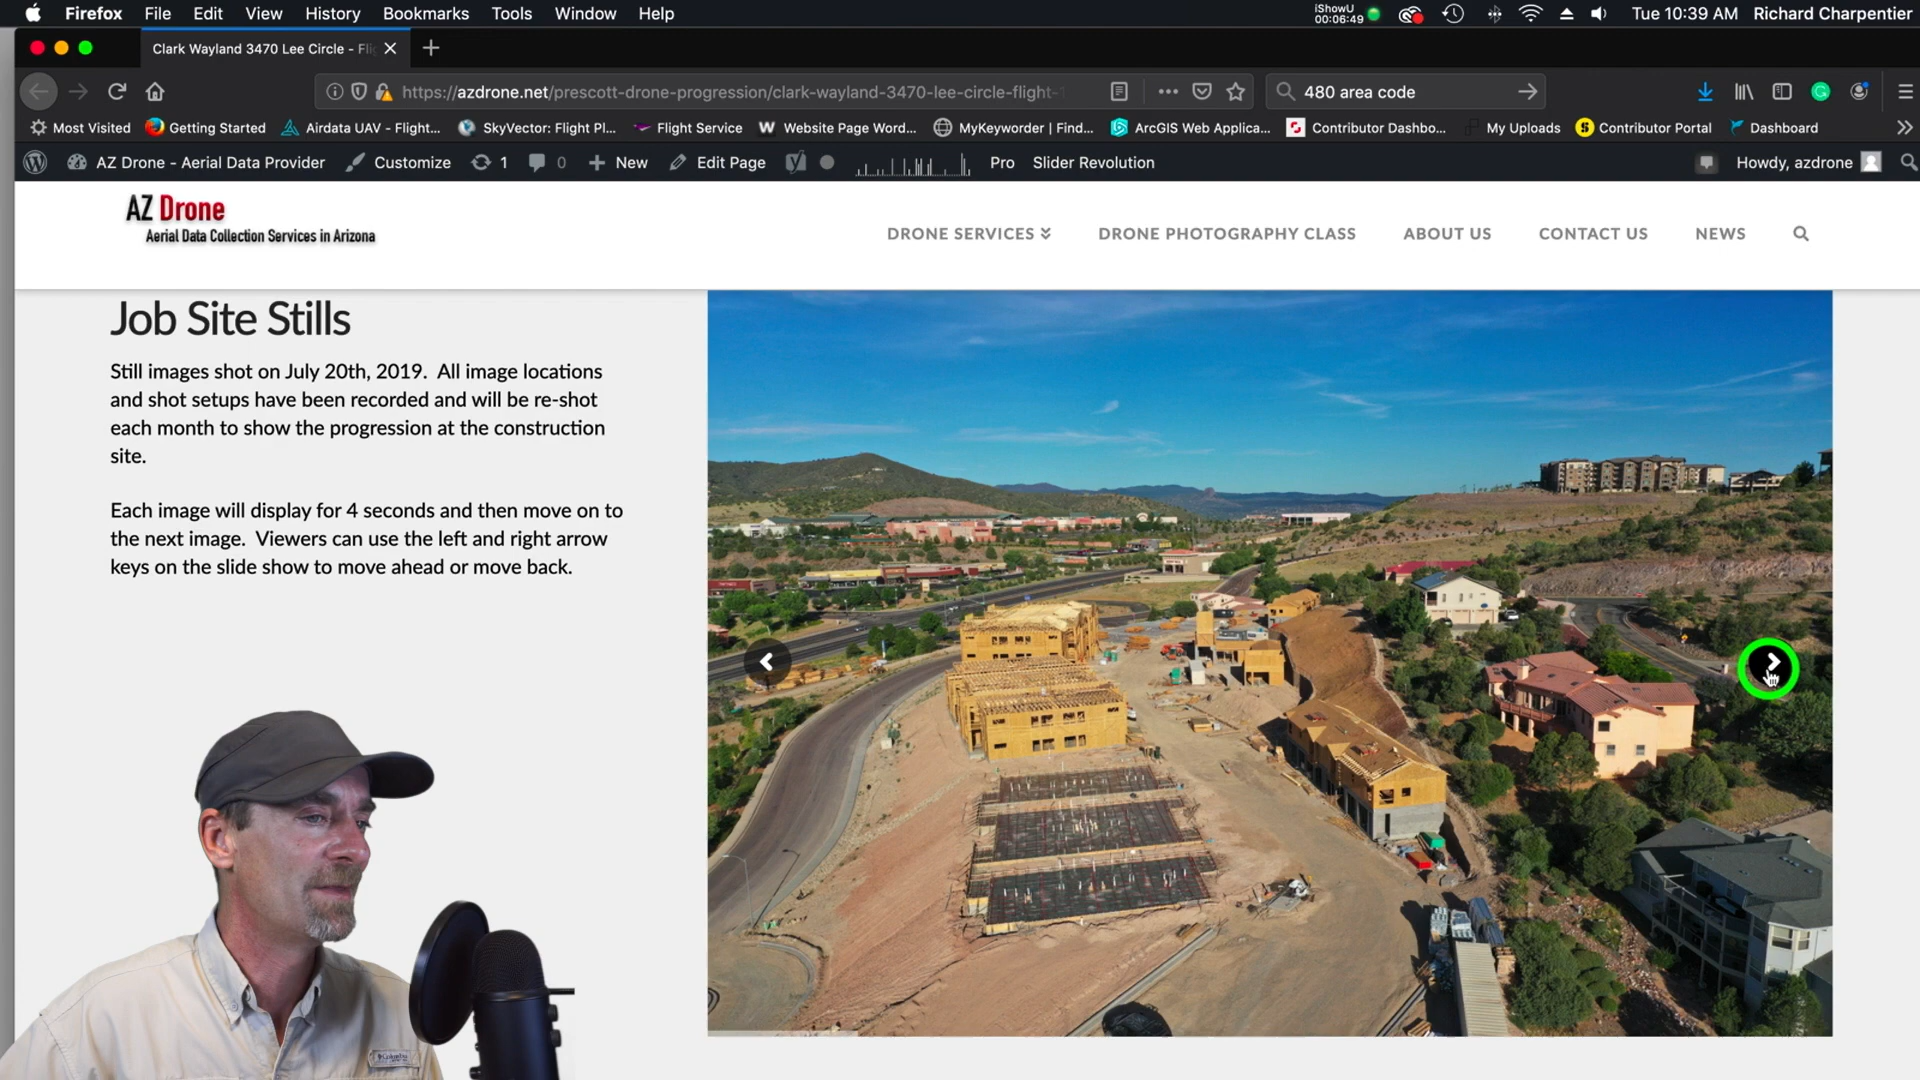 Firefox File Edit View History Bookmarks Tools Window Help iShowU 00:06:49 Tue 10:39 AM Richard Charpentier
Clark Wayland 3470 Lee Circle - Fli
https://azdrone.net/prescott-drone-progression/clark-wayland-3470-lee-circle-flight- 480 area code
Most Visited Getting Started Airdata UAV - Flight... SkyVector: Flight Pl... Flight Service W Website Page Word... MyKeyworder | Find... ArcGIS Web Applica... Contributor Dashbo... My Uploads S Contributor Portal Dashboard
AZ Drone - Aerial Data Provider Customize 1 0 New Edit Page Pro Slider Revolution Howdy, azdrone
AZ Drone
Aerial Data Collection Services in Arizona
DRONE SERVICES DRONE PHOTOGRAPHY CLASS ABOUT US CONTACT US NEWS
Job Site Stills
Still images shot on July 20th, 2019. All image locations
and shot setups have been recorded and will be re-shot
each month to show the progression at the construction
site.
Each image will display for 4 seconds and then move on to
the next image. Viewers can use the left and right arrow
keys on the slide show to move ahead or move back.
Columbia